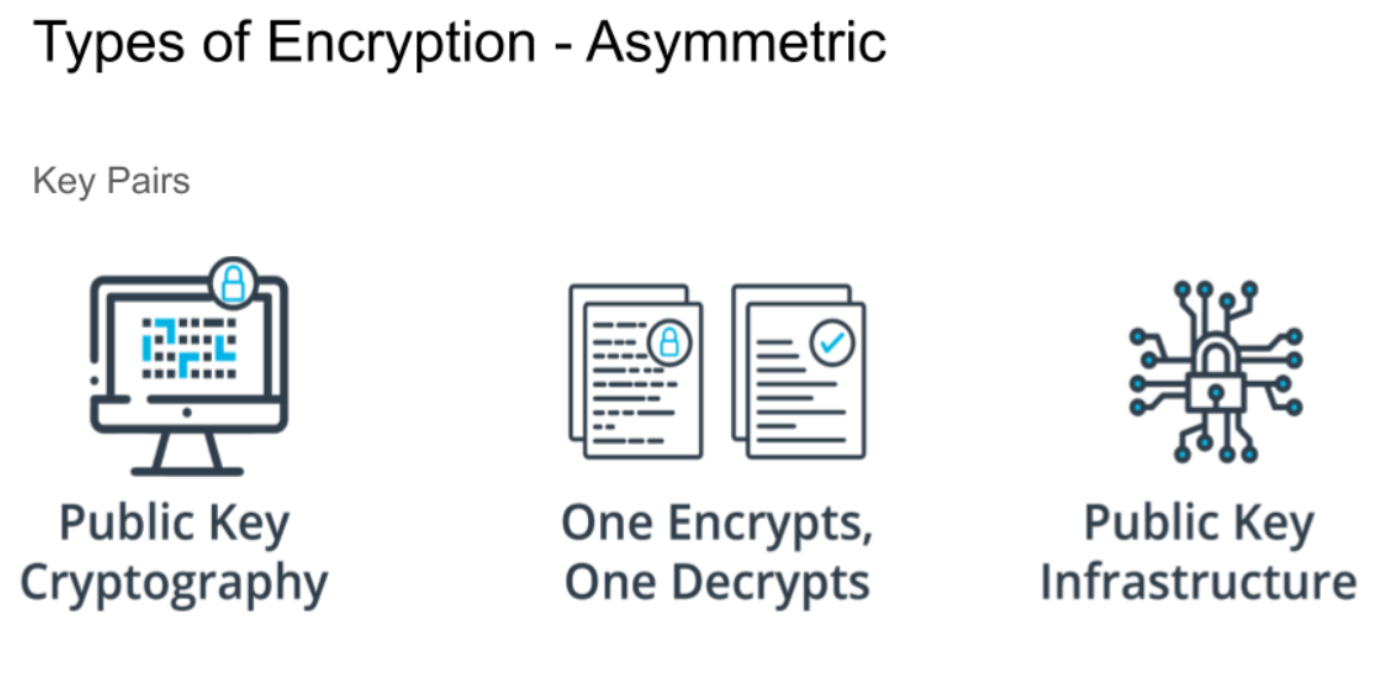 Types of Encryption - Asymmetric
Key Pairs
Public Key
Cryptography
One Encrypts,
One Decrypts
Public Key
Infrastructure